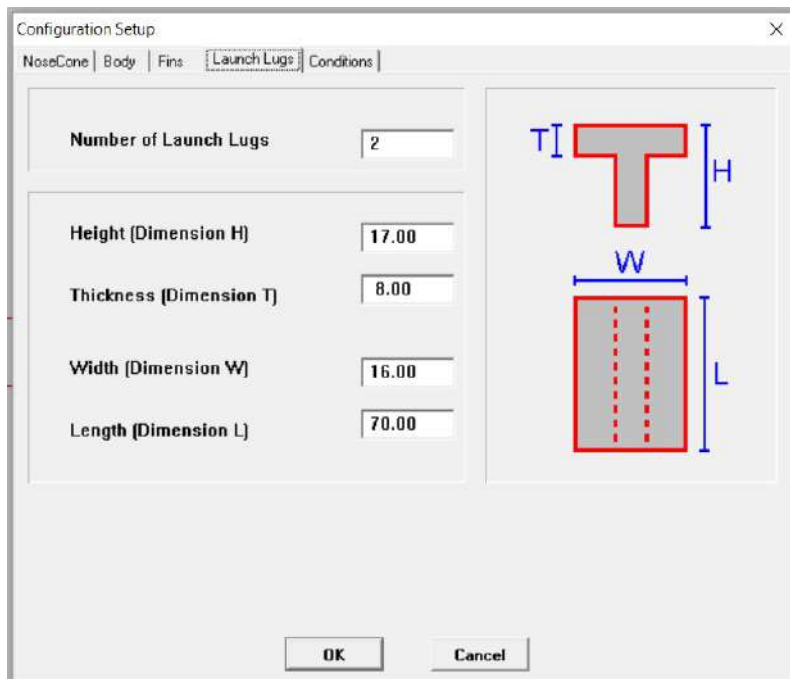 Configuration Setup
NoseCone Body Fins Launch Lugs Conditions
Number of Launch Lugs 2
Height (Dimension H) 17.00
Thickness (Dimension T) 8.00
Width (Dimension W) 16.00
Length (Dimension L) 70.00
T
H
W
L
OK Cancel